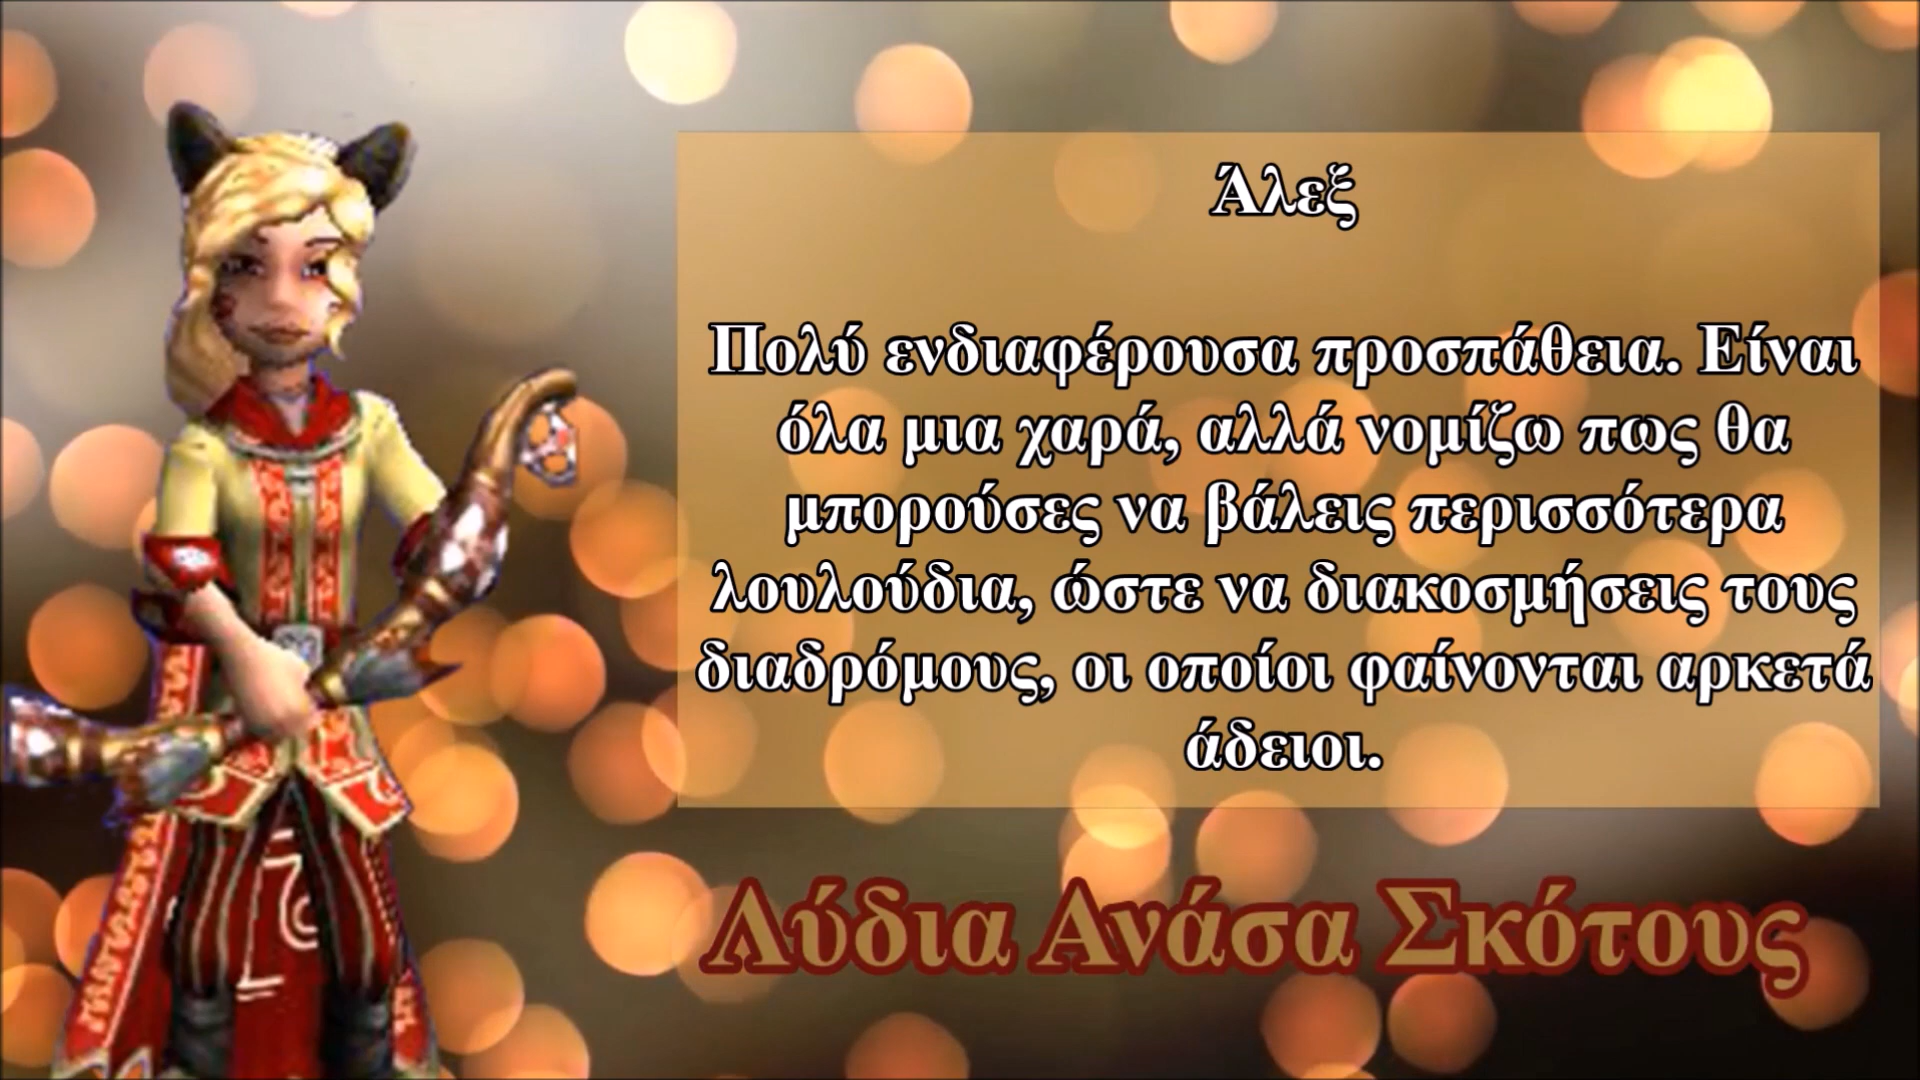 Άλεξ
Πολύ ενδιαφέρουσα προσπάθεια. Είναι
όλα μια χαρά, αλλά νομίζω πως θα
μπορούσες να βάλεις περισσότερα
λουλούδια, ώστε να διακοσμήσεις τους
διαδρόμους, οι οποίοι φαίνονται αρκετά
άδειοι.
Λύδια Ανάσα Σκότους